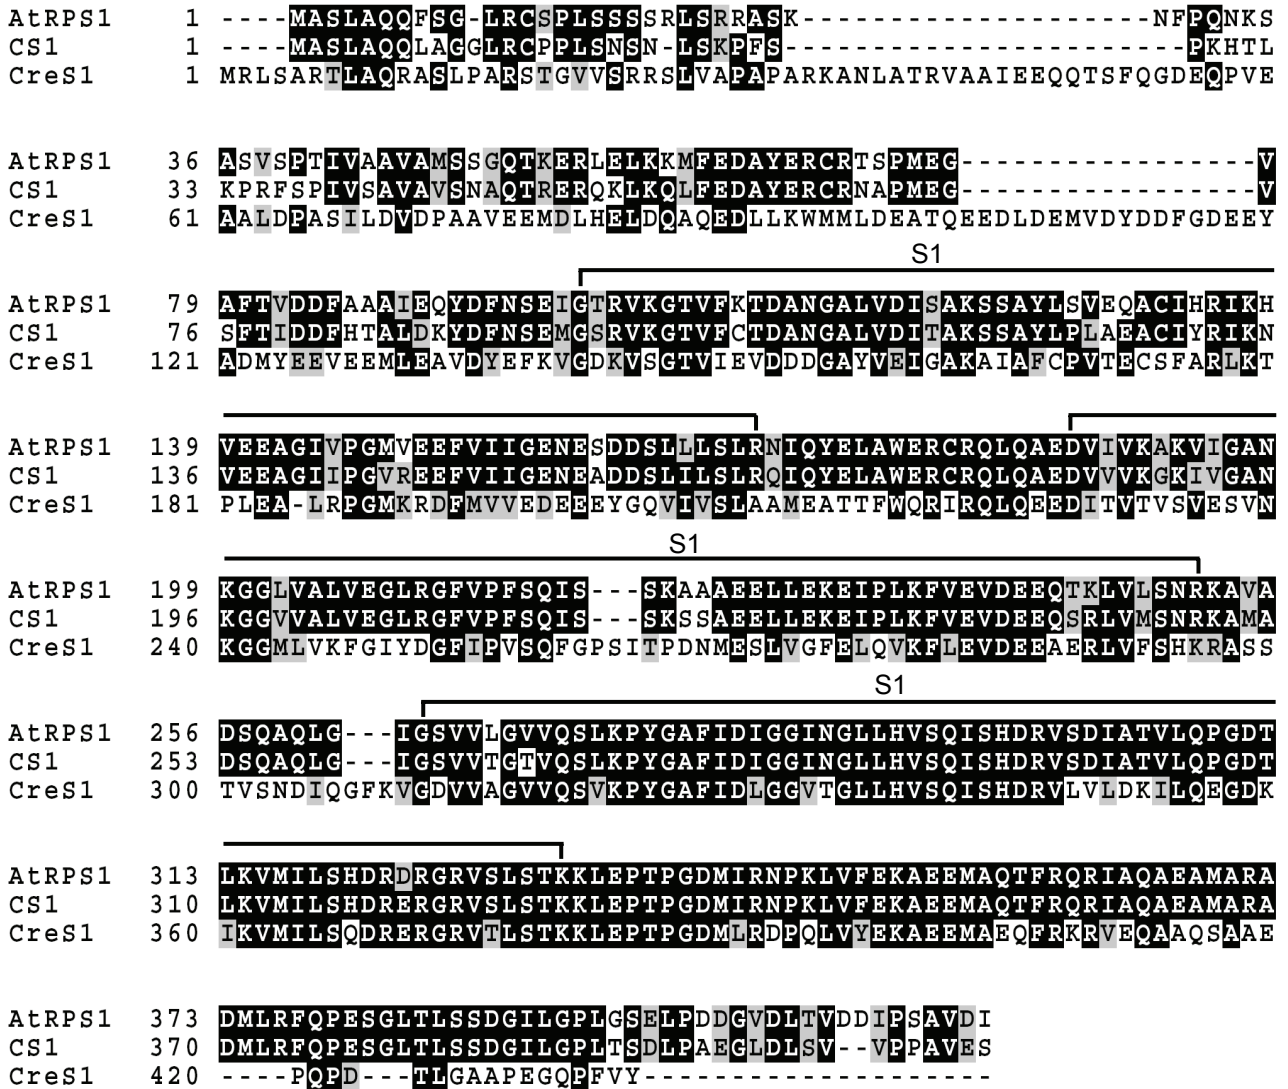 AtRPS1 1 ----MASLAQQFSG-LRCSPLSSSSRLSRRASK--------------------NFPQNKS
CS1 1 ----MASLAQQLAGGLRCPPLSNSN-LSKPFS-----------------------PKHTL
CreS1 1 MRLSARTLAQRASLPARSTGVVSRRSLVAPAPARKANLATRVAAIEEQQTSFQGDEQPVE
AtRPS1 36 ASVSPTIVAAVAMSSGQTKERLELKKMFEDAYERCRTSPMEG-----------------V
CS1 33 KPRFSPIVSAVAVSNAQTRERQKLKQLFEDAYERCRNAPMEG-----------------V
CreS1 61 AALDPASILDVDPAAVEEMDLHELDQAQEDLLKWMMLDEATQEEDLDEMVDYDDFGDEEY
S1
AtRPS1 79 AFTVDDFAAAIEQYDFNSEIGTRVKGTVFKTDANGALVDISAKSSAYLSVEQACIHRIKH
CS1 76 SFTIDDFHTALDKYDFNSEMGSRVKGTVFCTDANGALVDITAKSSAYLPLAEACIYRIKN
CreS1 121 ADMYEEVEEMLEAVDYEFKVGDKVSGTVIEVDDDGAYVEIGAKAIAFCPVTECSFARLKT
AtRPS1 139 VEEAGIVPGMVEEFVIIGENESDDSLLLSLRNIQYELAWERCRQLQAEDVIVKAKVIGAN
CS1 136 VEEAGIIPGVREEFVIIGENEADDSLILSLRQIQYELAWERCRQLQAEDVVVKGKIVGAN
CreS1 181 PLEA-LRPGMKRDFMVVEDEEEYGQVIVSLAAMEATTFWQRIRQLQEEDITVTVSVESVN
S1
AtRPS1 199 KGGLVALVEGLRGFVPFSQIS---SKAAAEELLEKEIPLKFVEVDEEQTKLVLSNRKAVA
CS1 196 KGGVVALVEGLRGFVPFSQIS---SKSSAEELLEKEIPLKFVEVDEEQSRLVMSNRKAMA
CreS1 240 KGGMLVKFGIYDGFIPVSQFGPSITPDNMESLVGFELQVKFLEVDEEAERLVFSHKRASS
S1
AtRPS1 256 DSQAQLG---IGSVVLGVVQSLKPYGAFIDIGGINGLLHVSQISHDRVSDIATVLQPGDT
CS1 253 DSQAQLG---IGSVVTGTVQSLKPYGAFIDIGGINGLLHVSQISHDRVSDIATVLQPGDT
CreS1 300 TVSNDIQGFKVGDVVAGVVQSVKPYGAFIDLGGVTGLLHVSQISHDRVLVLDKILQEGDK
AtRPS1 313 LKVMILSHDRDRGRVSLSTKKLEPTPGDMIRNPKLVFEKAEEMAQTFRQRIAQAEAMARA
CS1 310 LKVMILSHDRERGRVSLSTKKLEPTPGDMIRNPKLVFEKAEEMAQTFRQRIAQAEAMARA
CreS1 360 IKVMILSQDRERGRVTLSTKKLEPTPGDMLRDPQLVYEKAEEMAEQFRKRVEQAAQSAAE
AtRPS1 373 DMLRFQPESGLTLSSDGILGPLGSELPDDGVDLTVDDIPSAVDI
CS1 370 DMLRFQPESGLTLSSDGILGPLTSDLPAEGLDLSV--VPPAVES
CreS1 420 ----PQPD---TLGAAPEGQPFVY--------------------